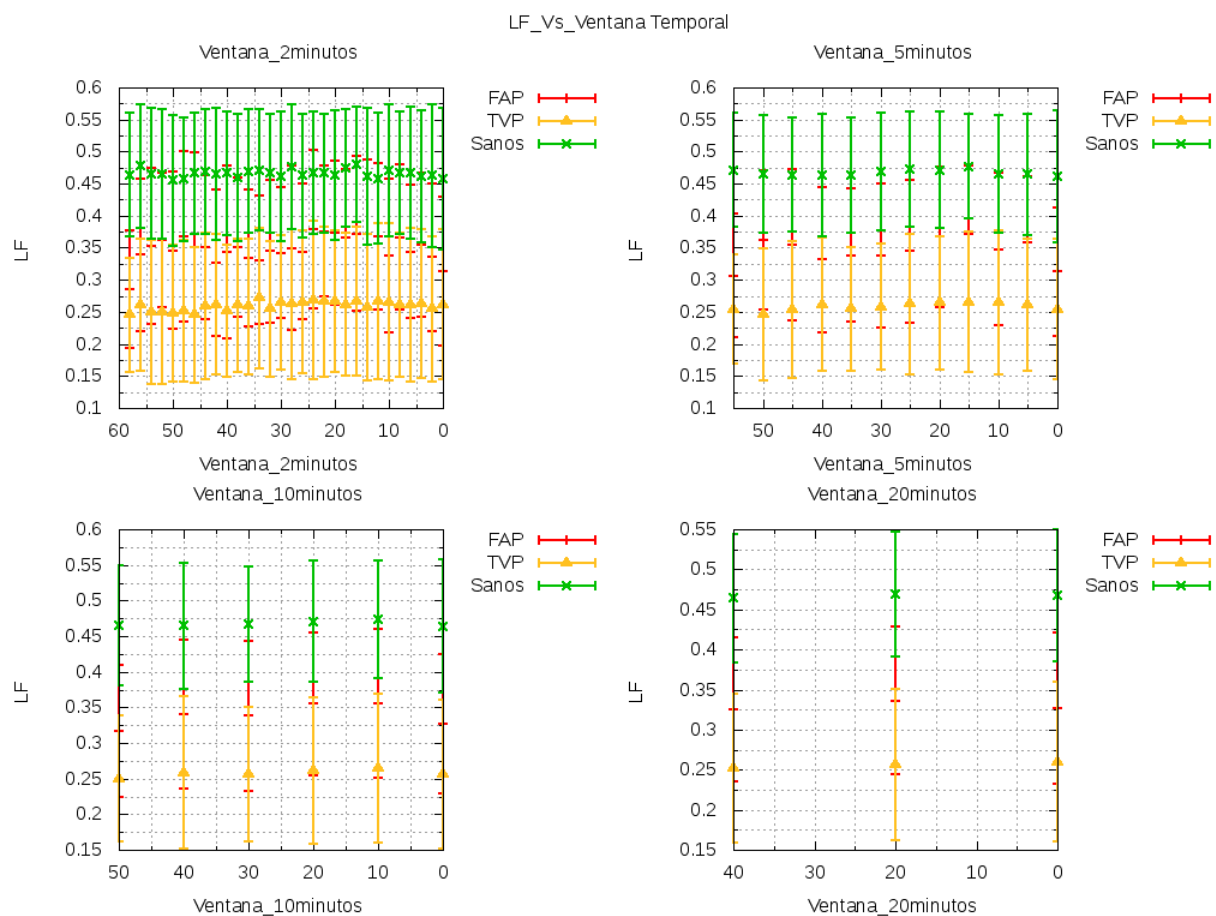 LF_Vs_Ventana Temporal
Ventana_2minutos
LF
0.6
0.55
0.5
0.45
0.4
0.35
0.3
0.25
0.2
0.15
0.1
60 50 40 30 20 10 0
Ventana_2minutos
FAP
TVP
Sanos
Ventana_5minutos
LF
0.6
0.55
0.5
0.45
0.4
0.35
0.3
0.25
0.2
0.15
0.1
50 40 30 20 10 0
Ventana_5minutos
FAP
TVP
Sanos
Ventana_10minutos
LF
0.6
0.55
0.5
0.45
0.4
0.35
0.3
0.25
0.2
0.15
50 40 30 20 10 0
Ventana_10minutos
FAP
TVP
Sanos
Ventana_20minutos
LF
0.55
0.5
0.45
0.4
0.35
0.3
0.25
0.2
0.15
40 30 20 10 0
Ventana_20minutos
FAP
TVP
Sanos